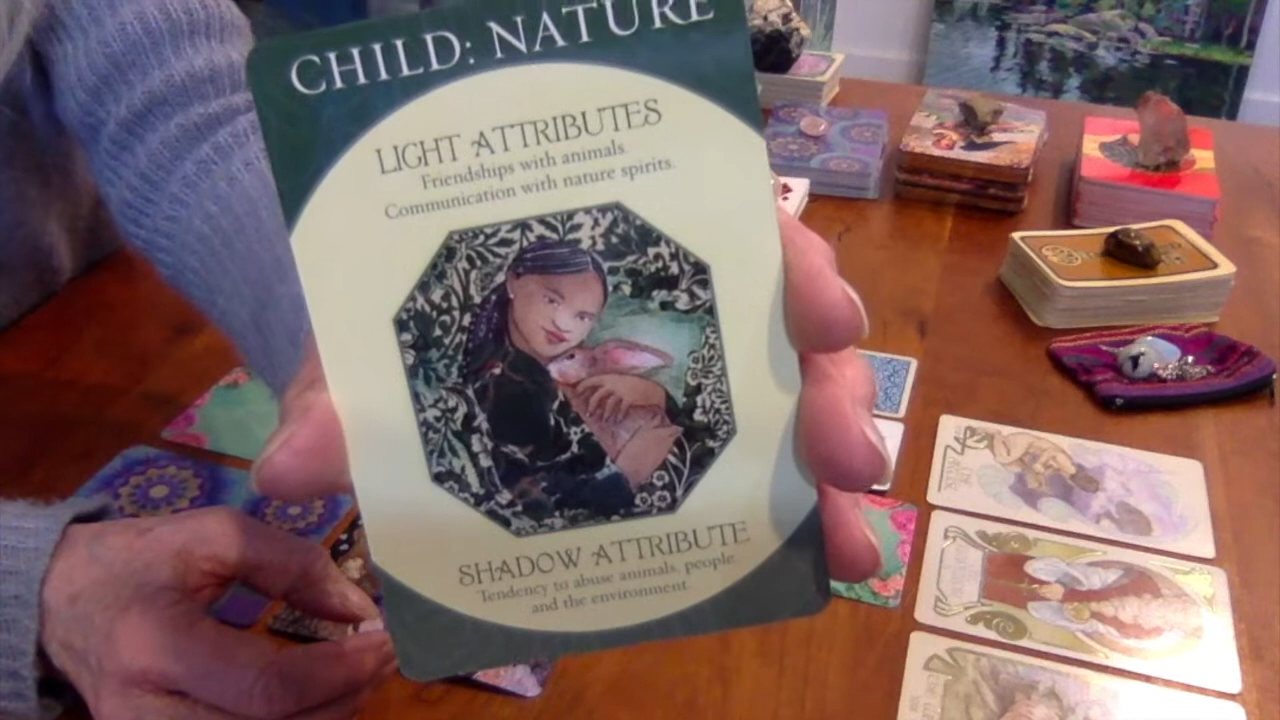 CHILD: NATURE
LIGHT ATTRIBUTES
Friendships with animals.
Communication with nature spirits.
SHADOW ATTRIBUTE
Tendency to abuse animals, people
and the environment.